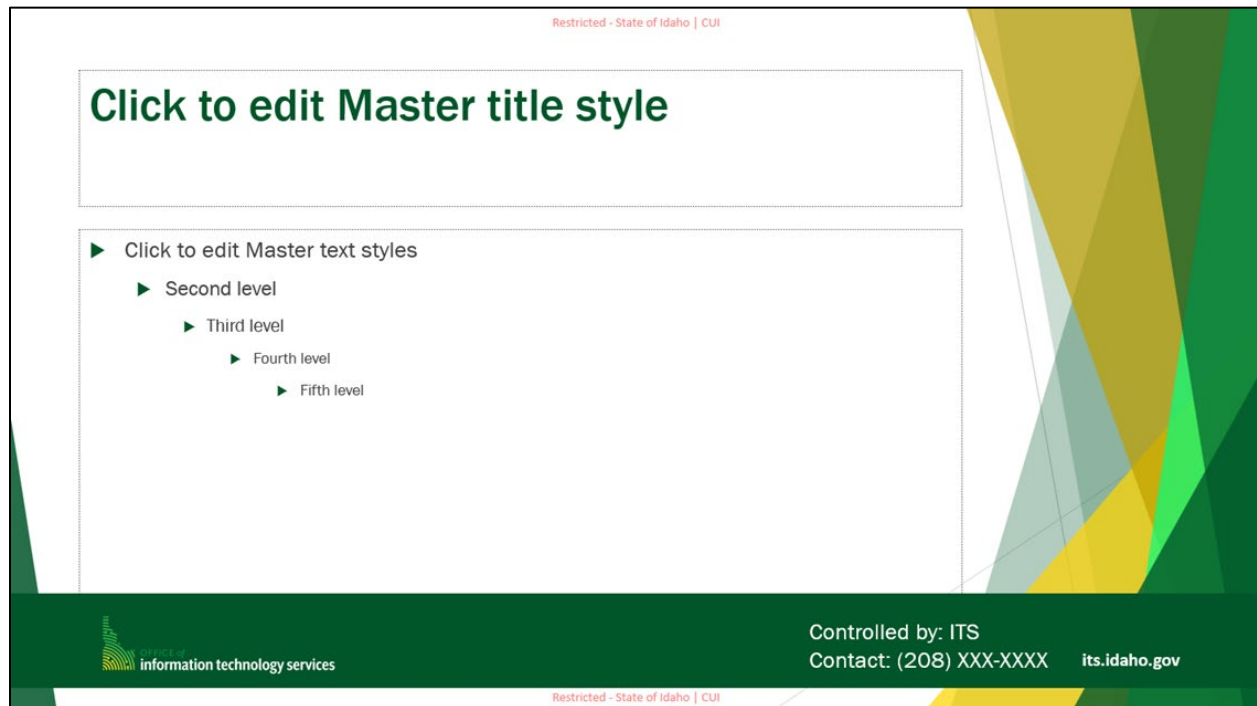 Restricted - State of Idaho | CUI
Click to edit Master title style
Click to edit Master text styles
Second level
Third level
Fourth level
Fifth level
OFFICE of
information technology services
Controlled by: ITS
Contact: (208) XXX-XXXX
its.idaho.gov
Restricted - State of Idaho | CUI